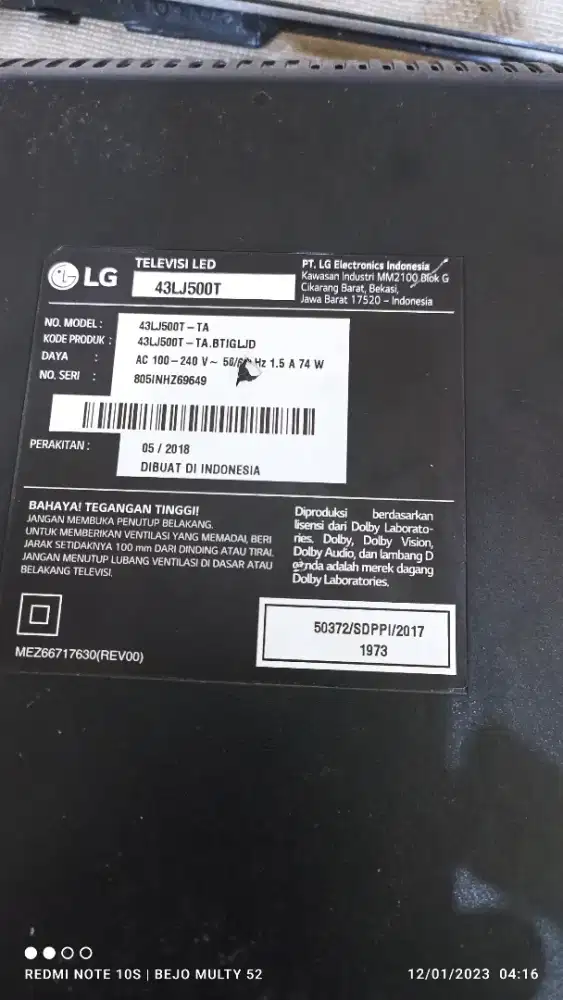 LG
TELEVISI LED
43LJ500T
PT. LG Electronics Indonesia
Kawasan Industri MM2100 Blok G
Cikarang Barat, Bekasi,
Jawa Barat 17520 – Indonesia
NO. MODEL : 43LJ500T – TA
KODE PRODUK : 43LJ500T – TA.BTIGLJD
DAYA : AC 100 – 240 V ~ Hz 1.5 A 74 W
NO. SERI : 805INHZ69649
PERAKITAN : 05 / 2018
DIBUAT DI INDONESIA
BAHAYA! TEGANGAN TINGGI!
JANGAN MEMBUKA PENUTUP BELAKANG.
UNTUK MEMBERIKAN VENTILASI YANG MEMADAI, BERI
JARAK SETIDAKNYA 100 mm DARI DINDING ATAU TIRAI.
JANGAN MENUTUP LUBANG VENTILASI DI DASAR ATAU
BELAKANG TELEVISI.
Diproduksi berdasarkan
lisensi dari Dolby Laborato-
ries. Dolby, Dolby Vision,
Dolby Audio, dan lambang D
ganda adalah merek dagang
Dolby Laboratories.
MEZ66717630(REV00)
50372/SDPPI/2017
1973
REDMI NOTE 10S | BEJO MULTY 52
12/01/2023 04:16